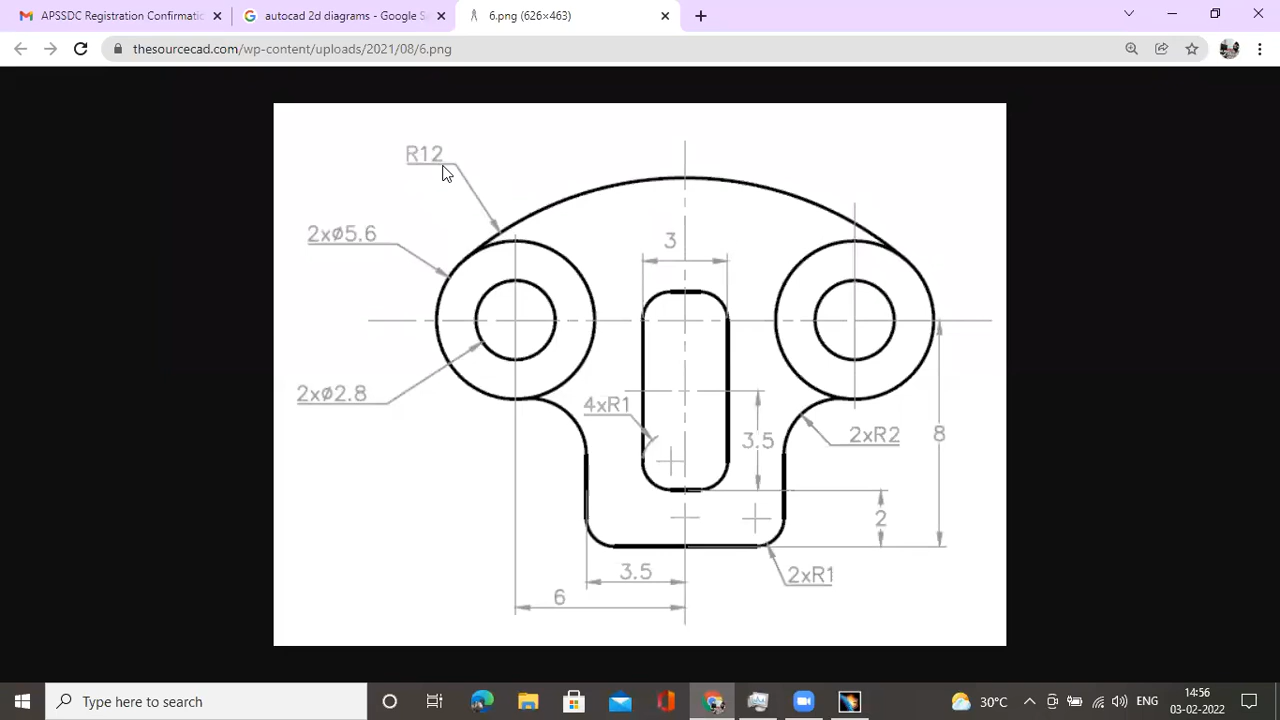 APSSDC Registration Confirmatic
autocad 2d diagrams - Google S
6.png (626×463)
thesourcecad.com/wp-content/uploads/2021/08/6.png
R12
2xø5.6
3
2xø2.8
4xR1
3.5
2xR2
8
2
3.5
2xR1
6
Type here to search
30°C
ENG
14:56
03-02-2022